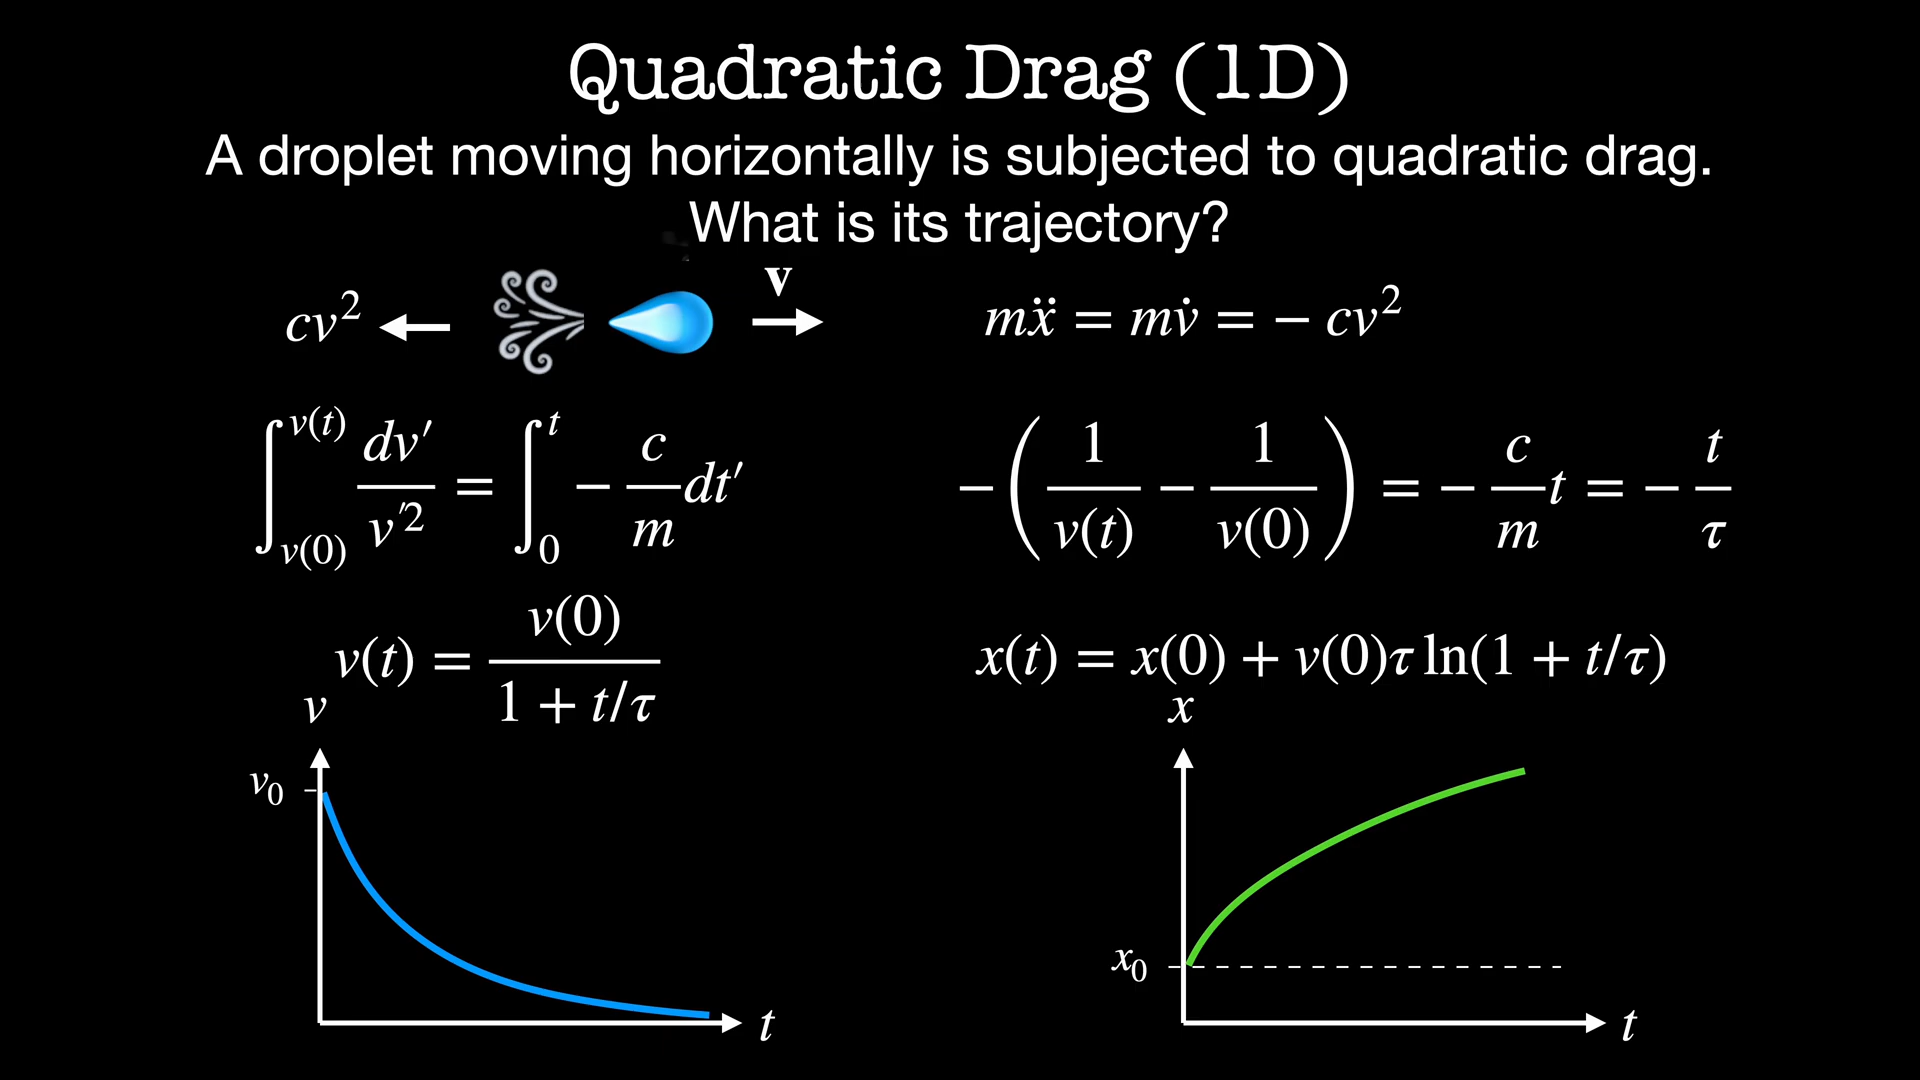 Quadratic Drag (1D)
A droplet moving horizontally is subjected to quadratic drag.
What is its trajectory?
cv² v mẍ = mv̇ = − cv²
∫_{v(0)}^{v(t)} dv′/v′² = ∫_0^t − c/m dt′
−(1/v(t) − 1/v(0)) = − c/m t = − t/τ
v(t) = v(0)/(1 + t/τ)
x(t) = x(0) + v(0)τ ln(1 + t/τ)
v
v₀
t
x
x₀
t